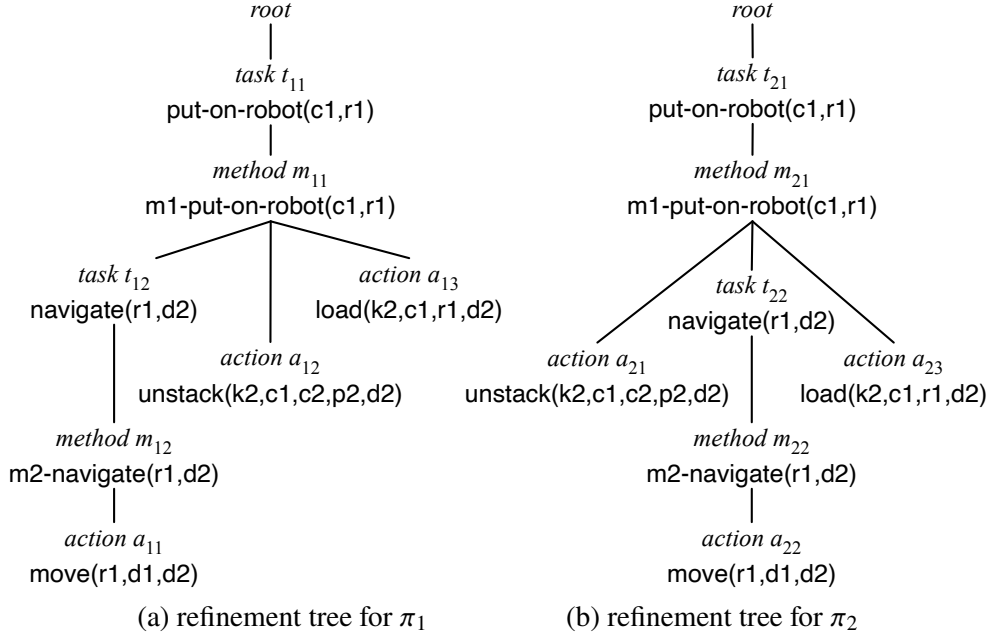 root
task t11
put-on-robot(c1,r1)
method m11
m1-put-on-robot(c1,r1)
task t12
navigate(r1,d2)
action a13
load(k2,c1,r1,d2)
action a12
unstack(k2,c1,c2,p2,d2)
method m12
m2-navigate(r1,d2)
action a11
move(r1,d1,d2)
(a) refinement tree for π1
root
task t21
put-on-robot(c1,r1)
method m21
m1-put-on-robot(c1,r1)
task t22
navigate(r1,d2)
action a21
unstack(k2,c1,c2,p2,d2)
action a23
load(k2,c1,r1,d2)
method m22
m2-navigate(r1,d2)
action a22
move(r1,d1,d2)
(b) refinement tree for π2